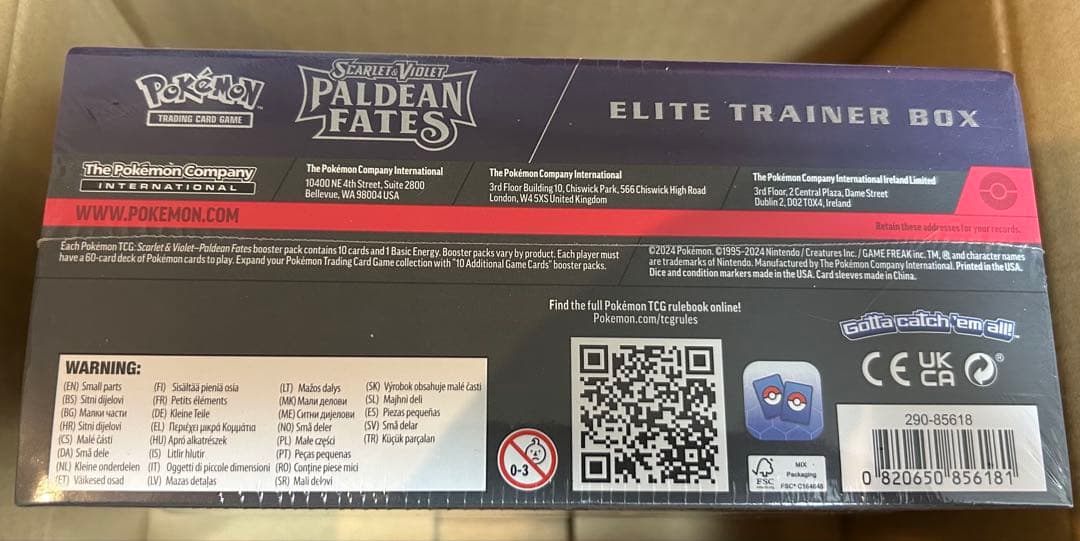 POKéMON
TRADING CARD GAME
SCARLET & VIOLET
PALDEAN
FATES
ELITE TRAINER BOX
The Pokémon Company
INTERNATIONAL
The Pokémon Company International
10400 NE 4th Street, Suite 2800
Bellevue, WA 98004 USA
The Pokémon Company International
3rd Floor Building 10, Chiswick Park, 566 Chiswick High Road
London, W4 5XS United Kingdom
The Pokémon Company International Ireland Limited
3rd Floor, 2 Central Plaza, Dame Street
Dublin 2, D02 T0X4, Ireland
WWW.POKEMON.COM
Retain these addresses for your records.
Each Pokémon TCG: Scarlet & Violet—Paldean Fates booster pack contains 10 cards and 1 Basic Energy. Booster packs vary by product. Each player must
have a 60-card deck of Pokémon cards to play. Expand your Pokémon Trading Card Game collection with "10 Additional Game Cards" booster packs.
©2024 Pokémon. ©1995-2024 Nintendo / Creatures Inc. / GAME FREAK inc. TM, ® and character names
are trademarks of Nintendo. Manufactured by The Pokémon Company International. Printed in the USA.
Dice and condition markers made in the USA. Card sleeves made in China.
Find the full Pokémon TCG rulebook online!
Pokemon.com/tcgrules
Gotta catch 'em all!
CE UK
CA
WARNING:
(EN) Small parts
(BS) Sitni dijelovi
(BG) Малки части
(HR) Sitni dijelovi
(CS) Malé části
(DA) Små dele
(NL) Kleine onderdelen
(ET) Väikesed osad
(FI) Sisältää pieniä osia
(FR) Petits éléments
(DE) Kleine Teile
(EL) Περιέχει μικρά Κομμάτια
(HU) Apró alkatrészek
(IS) Litlir hlutir
(IT) Oggetti di piccole dimensioni
(LV) Mazas detaļas
(LT) Mažos dalys
(MK) Мали делови
(ME) Ситни дијелови
(NO) Små deler
(PL) Małe części
(PT) Peças pequenas
(RO) Conține piese mici
(SR) Mali delovi
(SK) Výrobok obsahuje malé časti
(SL) Majhni deli
(ES) Piezas pequeñas
(SV) Små delar
(TR) Küçük parçaları
0-3
FSC
MIX
Packaging
FSC® C164646
290-85618
0 820650 856181